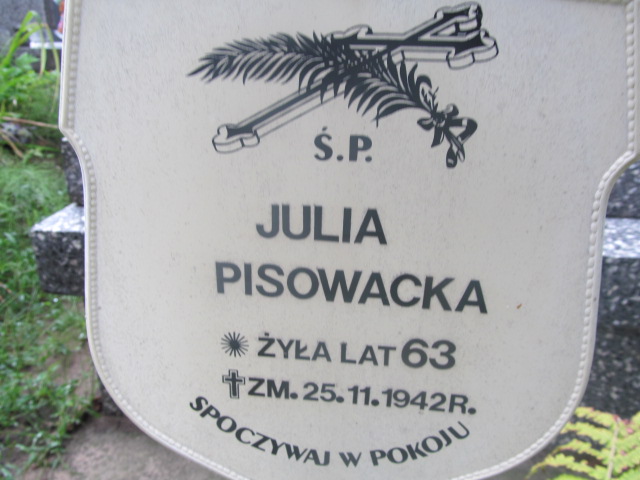 Ś.P.
JULIA
PISOWACKA
ŻYŁA LAT 63
ZM. 25.11.1942R.
SPOCZYWAJ W POKOJU